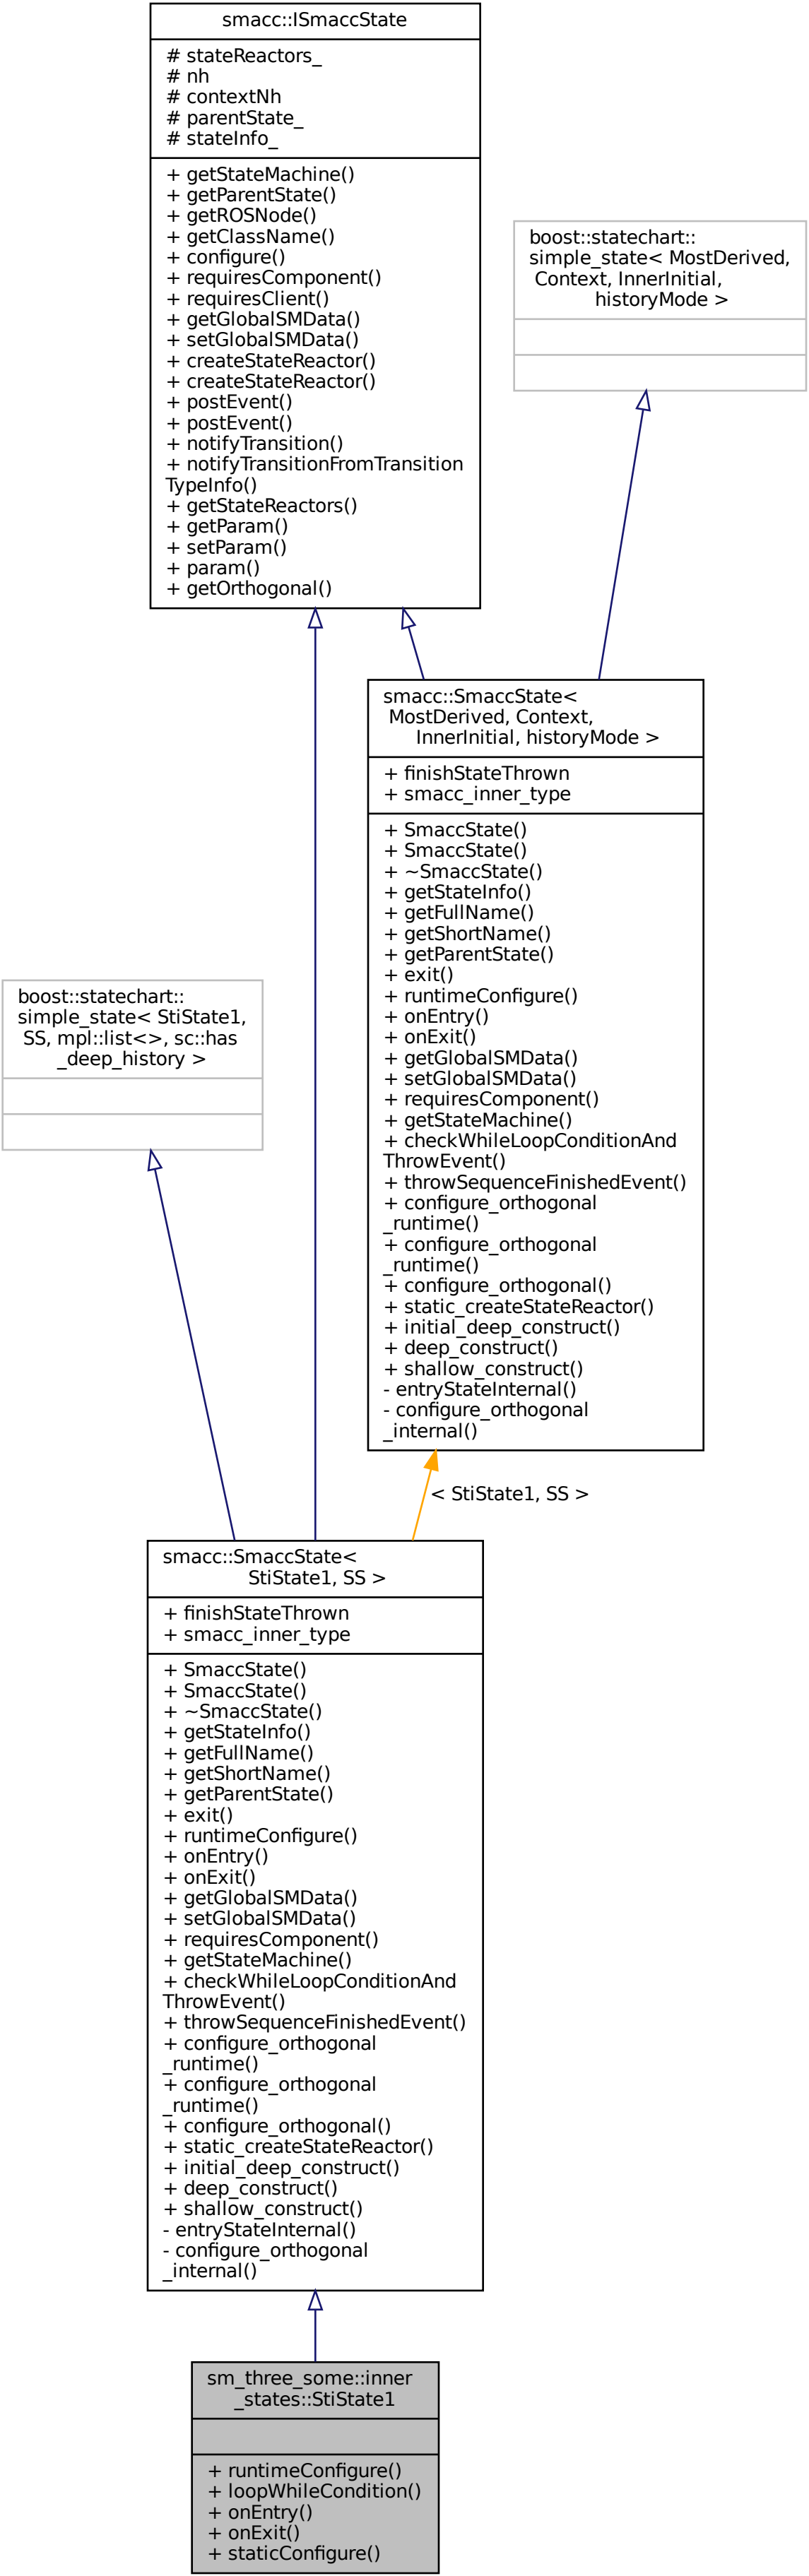 smacc::ISmaccState
# stateReactors_
# nh
# contextNh
# parentState_
# stateInfo_
+ getStateMachine()
+ getParentState()
+ getROSNode()
+ getClassName()
+ configure()
+ requiresComponent()
+ requiresClient()
+ getGlobalSMData()
+ setGlobalSMData()
+ createStateReactor()
+ createStateReactor()
+ postEvent()
+ postEvent()
+ notifyTransition()
+ notifyTransitionFromTransition
TypeInfo()
+ getStateReactors()
+ getParam()
+ setParam()
+ param()
+ getOrthogonal()
boost::statechart::
simple_state< MostDerived,
Context, InnerInitial,
historyMode >
smacc::SmaccState<
MostDerived, Context,
InnerInitial, historyMode >
+ finishStateThrown
+ smacc_inner_type
+ SmaccState()
+ SmaccState()
+ ~SmaccState()
+ getStateInfo()
+ getFullName()
+ getShortName()
+ getParentState()
+ exit()
+ runtimeConfigure()
+ onEntry()
+ onExit()
+ getGlobalSMData()
+ setGlobalSMData()
+ requiresComponent()
+ getStateMachine()
+ checkWhileLoopConditionAnd
ThrowEvent()
+ throwSequenceFinishedEvent()
+ configure_orthogonal
_runtime()
+ configure_orthogonal
_runtime()
+ configure_orthogonal()
+ static_createStateReactor()
+ initial_deep_construct()
+ deep_construct()
+ shallow_construct()
- entryStateInternal()
- configure_orthogonal
_internal()
boost::statechart::
simple_state< StiState1,
SS, mpl::list<>, sc::has
_deep_history >
< StiState1, SS >
smacc::SmaccState<
StiState1, SS >
+ finishStateThrown
+ smacc_inner_type
+ SmaccState()
+ SmaccState()
+ ~SmaccState()
+ getStateInfo()
+ getFullName()
+ getShortName()
+ getParentState()
+ exit()
+ runtimeConfigure()
+ onEntry()
+ onExit()
+ getGlobalSMData()
+ setGlobalSMData()
+ requiresComponent()
+ getStateMachine()
+ checkWhileLoopConditionAnd
ThrowEvent()
+ throwSequenceFinishedEvent()
+ configure_orthogonal
_runtime()
+ configure_orthogonal
_runtime()
+ configure_orthogonal()
+ static_createStateReactor()
+ initial_deep_construct()
+ deep_construct()
+ shallow_construct()
- entryStateInternal()
- configure_orthogonal
_internal()
sm_three_some::inner
_states::StiState1
+ runtimeConfigure()
+ loopWhileCondition()
+ onEntry()
+ onExit()
+ staticConfigure()